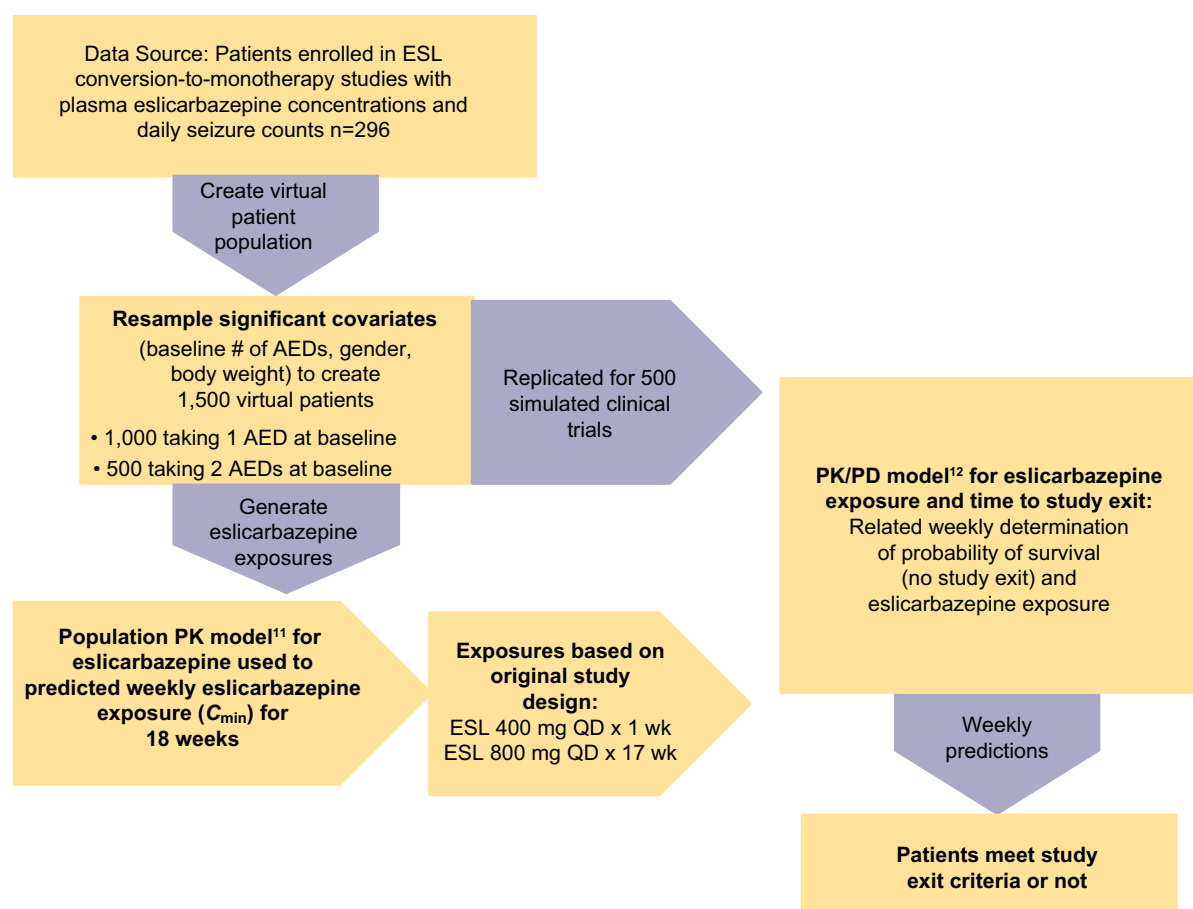 Data Source: Patients enrolled in ESL
conversion-to-monotherapy studies with
plasma eslicarbazepine concentrations and
daily seizure counts n=296
Create virtual
patient
population
Resample significant covariates
(baseline # of AEDs, gender,
body weight) to create
1,500 virtual patients
• 1,000 taking 1 AED at baseline
• 500 taking 2 AEDs at baseline
Replicated for 500
simulated clinical
trials
Generate
eslicarbazepine
exposures
Population PK model¹¹ for
eslicarbazepine used to
predicted weekly eslicarbazepine
exposure (Cmin) for
18 weeks
Exposures based on
original study
design:
ESL 400 mg QD x 1 wk
ESL 800 mg QD x 17 wk
PK/PD model¹² for eslicarbazepine
exposure and time to study exit:
Related weekly determination
of probability of survival
(no study exit) and
eslicarbazepine exposure
Weekly
predictions
Patients meet study
exit criteria or not